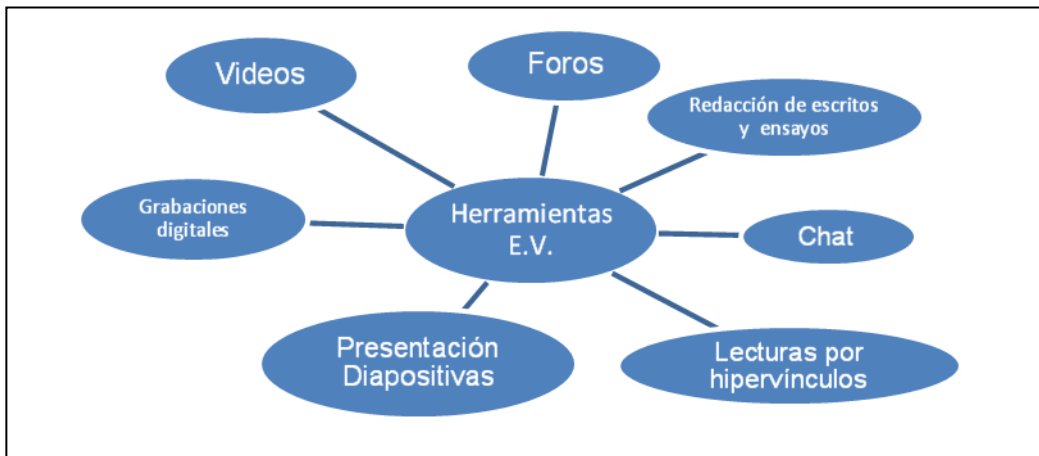 Videos
Foros
Redacción de escritos
y ensayos
Grabaciones
digitales
Herramientas
E.V.
Chat
Presentación
Diapositivas
Lecturas por
hipervínculos